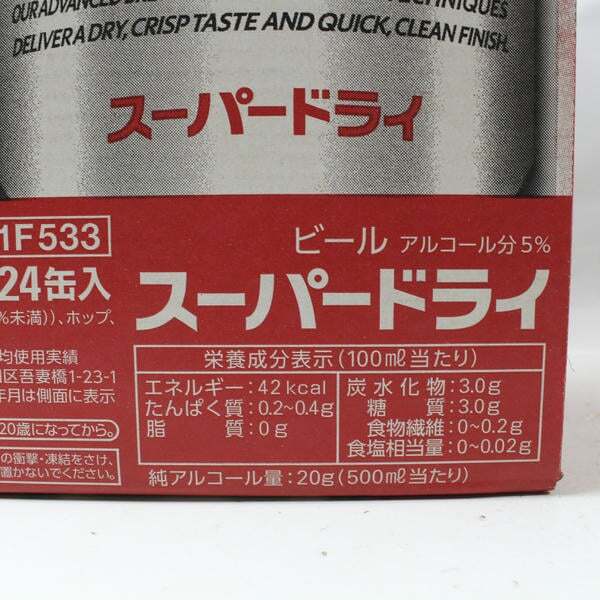 OUR ADVANCED TECHNIQUES
DELIVER A DRY, CRISP TASTE AND QUICK, CLEAN FINISH.
スーパードライ
1F533
24缶入
%未満))、ホップ、
均使用実績
区吾妻橋1-23-1
年月は側面に表示
20歳になってから。
の衝撃・凍結をさけ、
置かないでください。
ビール アルコール分5%
スーパードライ
栄養成分表示(100ml当たり)
エネルギー:42kcal
たんぱく質:0.2~0.4g
脂質:0g
炭水化物:3.0g
糖質:3.0g
食物繊維:0~0.2g
食塩相当量:0~0.02g
純アルコール量:20g(500ml当たり)